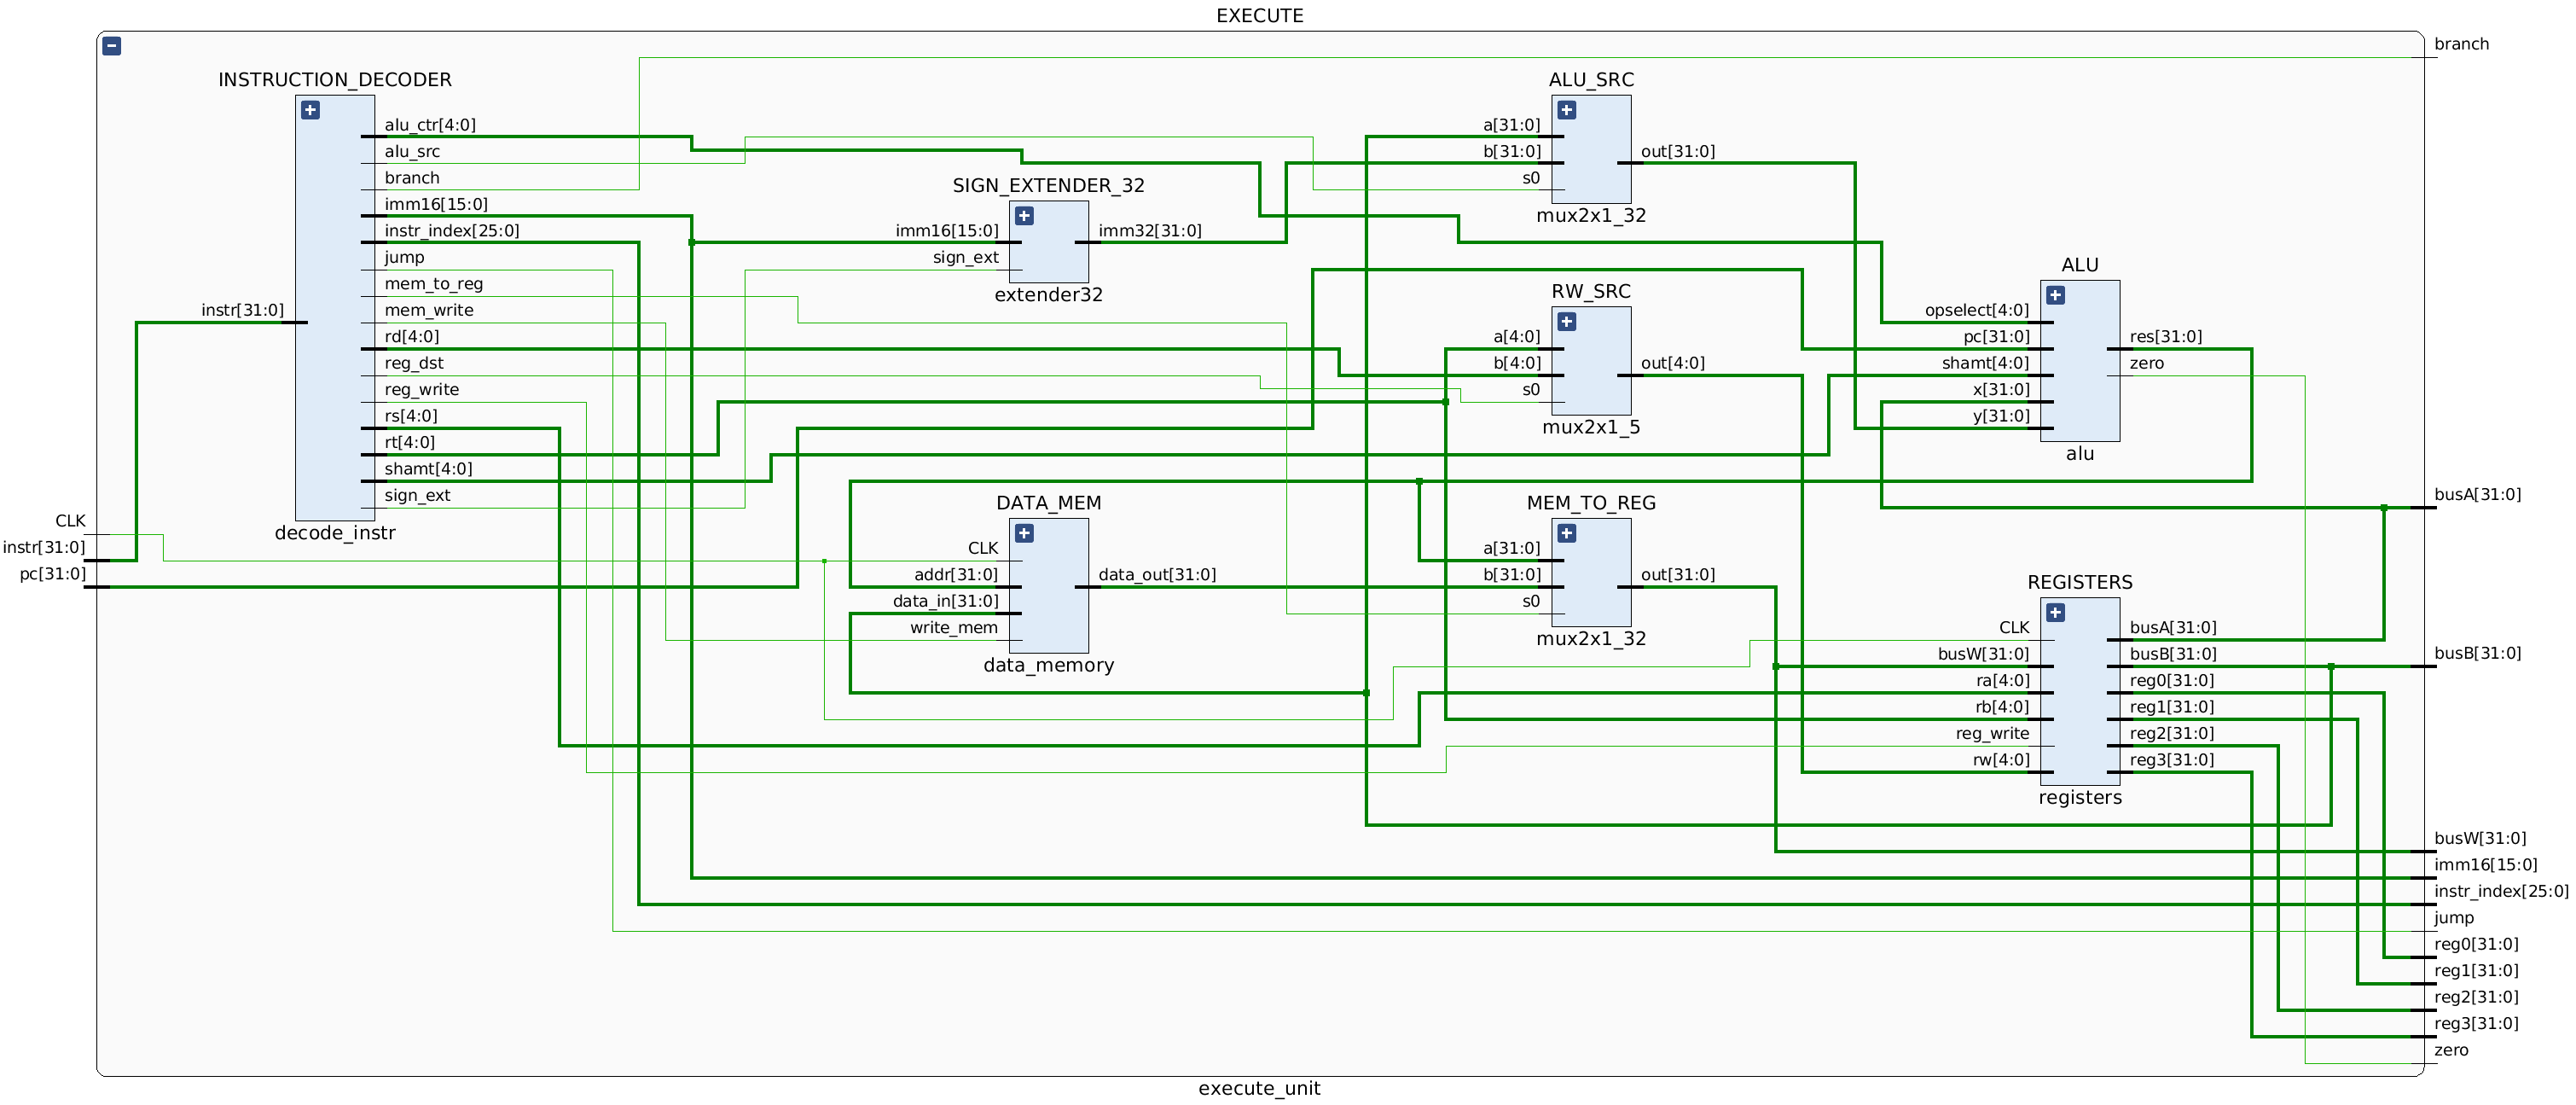 EXECUTE
branch
INSTRUCTION_DECODER
alu_ctr[4:0]
alu_src
branch
imm16[15:0]
instr_index[25:0]
jump
mem_to_reg
mem_write
rd[4:0]
reg_dst
reg_write
rs[4:0]
rt[4:0]
shamt[4:0]
sign_ext
instr[31:0]
decode_instr
CLK
instr[31:0]
pc[31:0]
SIGN_EXTENDER_32
imm16[15:0]
sign_ext
imm32[31:0]
extender32
DATA_MEM
CLK
addr[31:0]
data_in[31:0]
write_mem
data_out[31:0]
data_memory
ALU_SRC
a[31:0]
b[31:0]
s0
out[31:0]
mux2x1_32
RW_SRC
a[4:0]
b[4:0]
s0
out[4:0]
mux2x1_5
MEM_TO_REG
a[31:0]
b[31:0]
s0
out[31:0]
mux2x1_32
ALU
opselect[4:0]
pc[31:0]
shamt[4:0]
x[31:0]
y[31:0]
res[31:0]
zero
alu
REGISTERS
CLK
busW[31:0]
ra[4:0]
rb[4:0]
reg_write
rw[4:0]
busA[31:0]
busB[31:0]
reg0[31:0]
reg1[31:0]
reg2[31:0]
reg3[31:0]
registers
busA[31:0]
busB[31:0]
busW[31:0]
imm16[15:0]
instr_index[25:0]
jump
reg0[31:0]
reg1[31:0]
reg2[31:0]
reg3[31:0]
zero
execute_unit